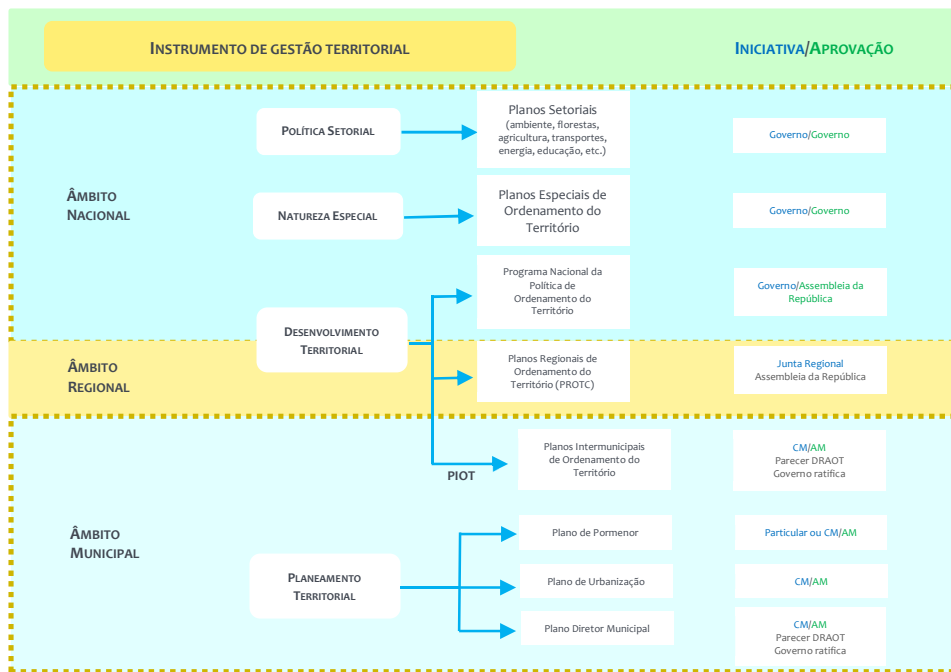 INSTRUMENTO DE GESTÃO TERRITORIAL
INICIATIVA/APROVAÇÃO
ÂMBITO
NACIONAL
POLÍTICA SETORIAL
Planos Setoriais
(ambiente, florestas,
agricultura, transportes,
energia, educação, etc.)
Governo/Governo
NATUREZA ESPECIAL
Planos Especiais de
Ordenamento do
Território
Governo/Governo
DESENVOLVIMENTO
TERRITORIAL
Programa Nacional da
Política de
Ordenamento do
Território
Governo/Assembleia da
República
ÂMBITO
REGIONAL
Planos Regionais de
Ordenamento do
Território (PROTC)
Junta Regional
Assembleia da República
PIOT
Planos Intermunicipais
de Ordenamento do
Território
CM/AM
Parecer DRAOT
Governo ratifica
ÂMBITO
MUNICIPAL
PLANEAMENTO
TERRITORIAL
Plano de Pormenor
Particular ou CM/AM
Plano de Urbanização
CM/AM
Plano Diretor Municipal
CM/AM
Parecer DRAOT
Governo ratifica